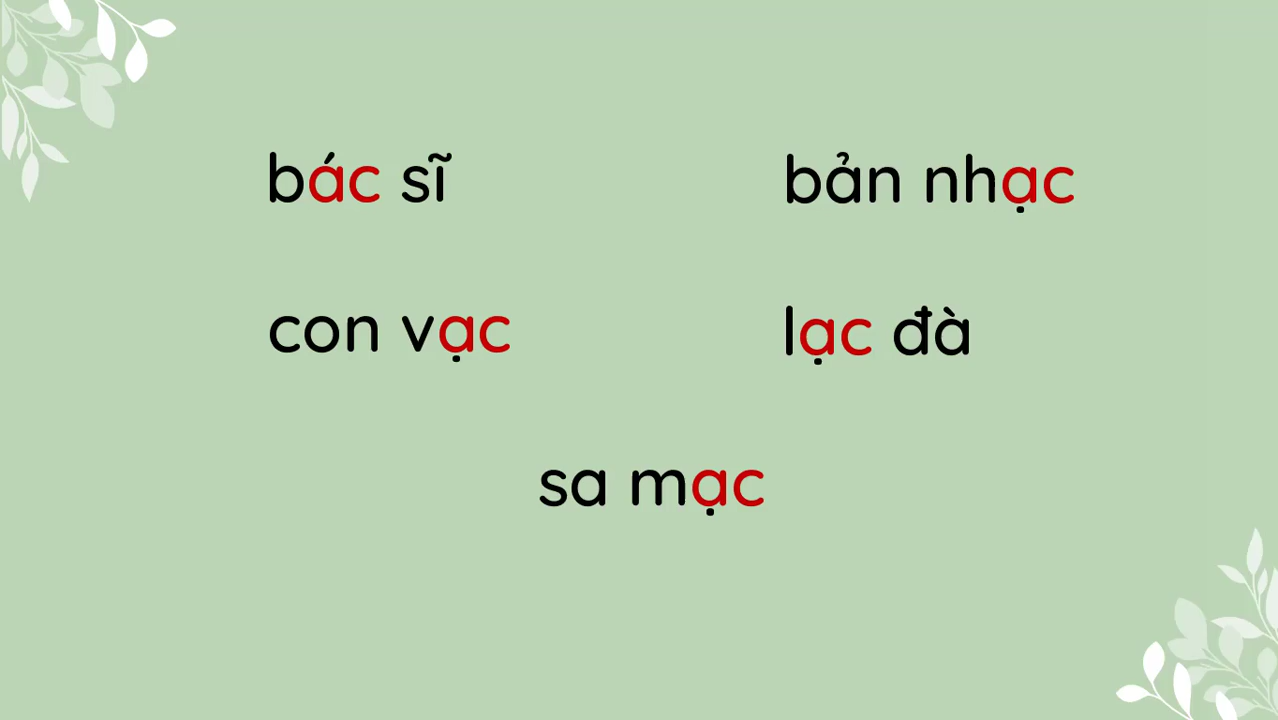 bác sĩ
bản nhạc
con vạc
lạc đà
sa mạc